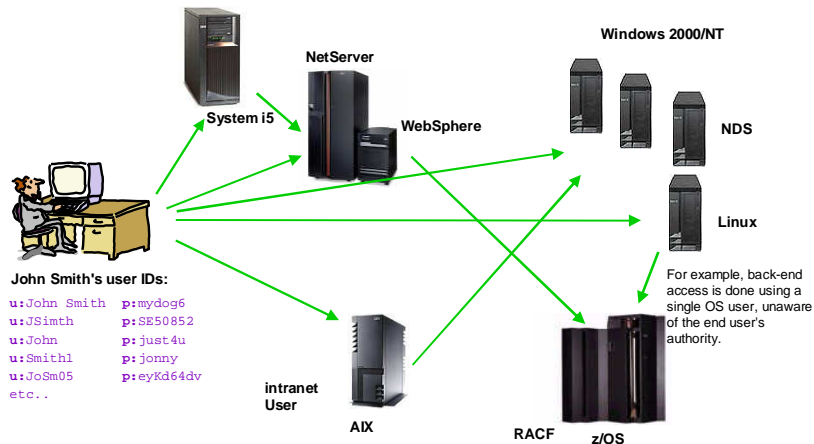 Windows 2000/NT
NetServer
System i5
WebSphere
NDS
Linux
John Smith's user IDs:
u:John Smith p:mydog6
u:JSimth p:SE50852
u:John p:just4u
u:Smith1 p:jonny
u:JoSm05 p:eyKd64dv
etc..
For example, back-end
access is done using a
single OS user, unaware
of the end user's
authority.
intranet
User
AIX
RACF
z/OS